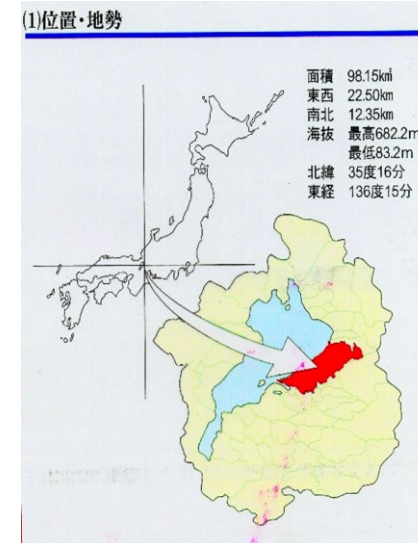 (1)位置・地勢
面積 98.15k㎡
東西 22.50km
南北 12.35km
海抜 最高682.2m
最低83.2m
北緯 35度16分
東経 136度15分